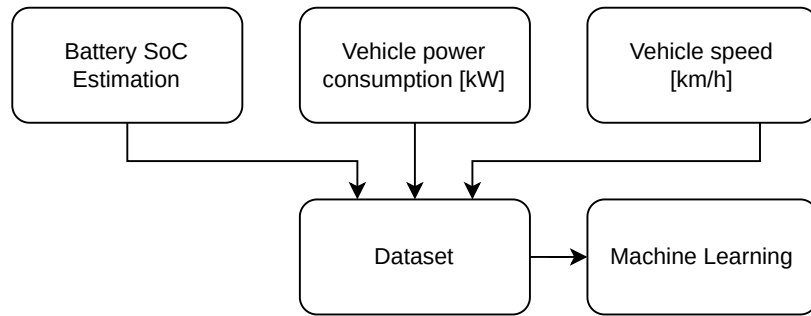 Battery SoC
Estimation
Vehicle power
consumption [kW]
Vehicle speed
[km/h]
Dataset
Machine Learning